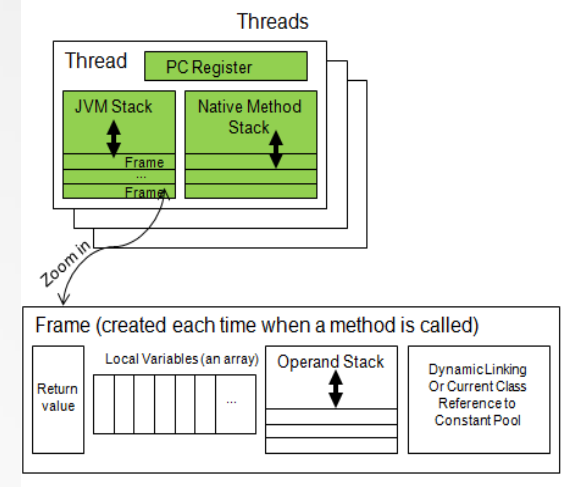 Threads
Thread
PC Register
JVM Stack
Frame
...
Frame
Native Method
Stack
Zoom in
Frame (created each time when a method is called)
Return
value
Local Variables (an array)
...
Operand Stack
Dynamic Linking
Or Current Class
Reference to
Constant Pool